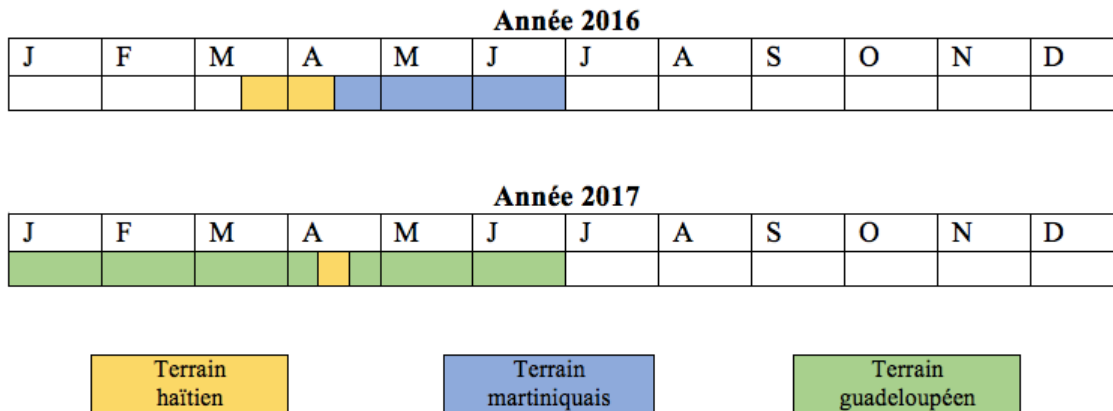 Année 2016
J F M A M J J A S O N D
Année 2017
J F M A M J J A S O N D
Terrain haïtien
Terrain martiniquais
Terrain guadeloupéen